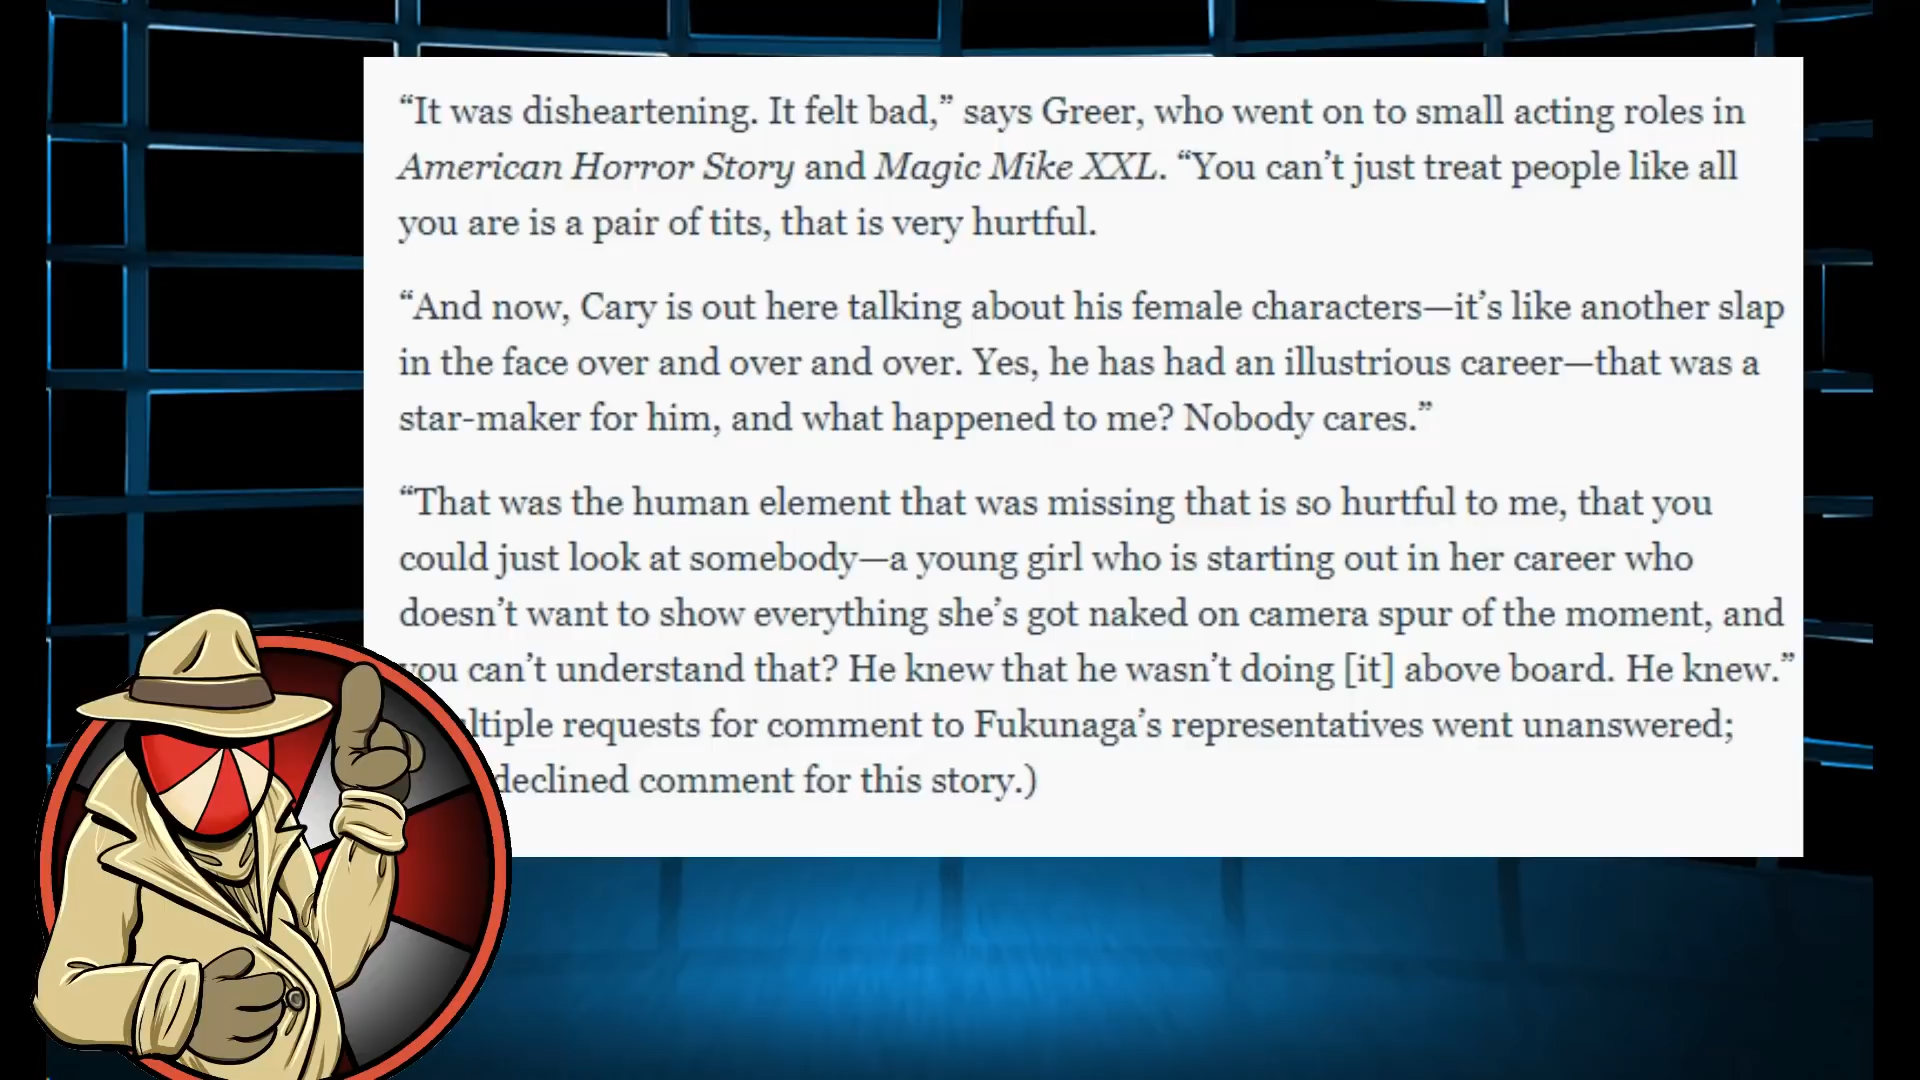 “It was disheartening. It felt bad,” says Greer, who went on to small acting roles in
American Horror Story and Magic Mike XXL. “You can’t just treat people like all
you are is a pair of tits, that is very hurtful.
“And now, Cary is out here talking about his female characters—it’s like another slap
in the face over and over and over. Yes, he has had an illustrious career—that was a
star-maker for him, and what happened to me? Nobody cares.”
“That was the human element that was missing that is so hurtful to me, that you
could just look at somebody—a young girl who is starting out in her career who
doesn’t want to show everything she’s got naked on camera spur of the moment, and
you can’t understand that? He knew that he wasn’t doing [it] above board. He knew.”
requests for comment to Fukunaga’s representatives went unanswered;
declined comment for this story.)